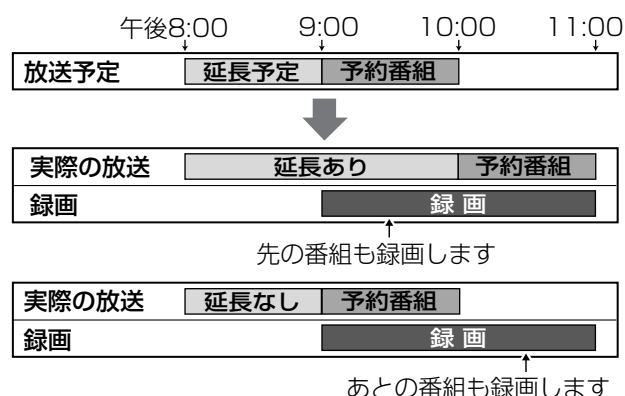 午後8:00 9:00 10:00 11:00
放送予定 延長予定 予約番組
実際の放送 延長あり 予約番組
録画 録 画
先の番組も録画します
実際の放送 延長なし 予約番組
録画 録 画
あとの番組も録画します